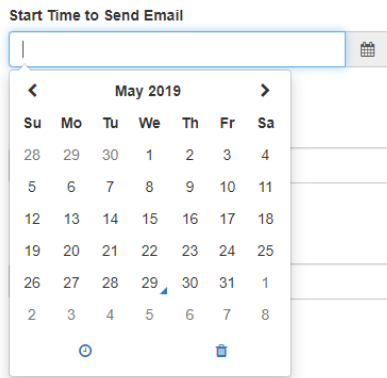 Start Time to Send Email
May 2019
Su Mo Tu We Th Fr Sa
28 29 30 1 2 3 4
5 6 7 8 9 10 11
12 13 14 15 16 17 18
19 20 21 22 23 24 25
26 27 28 29 30 31 1
2 3 4 5 6 7 8